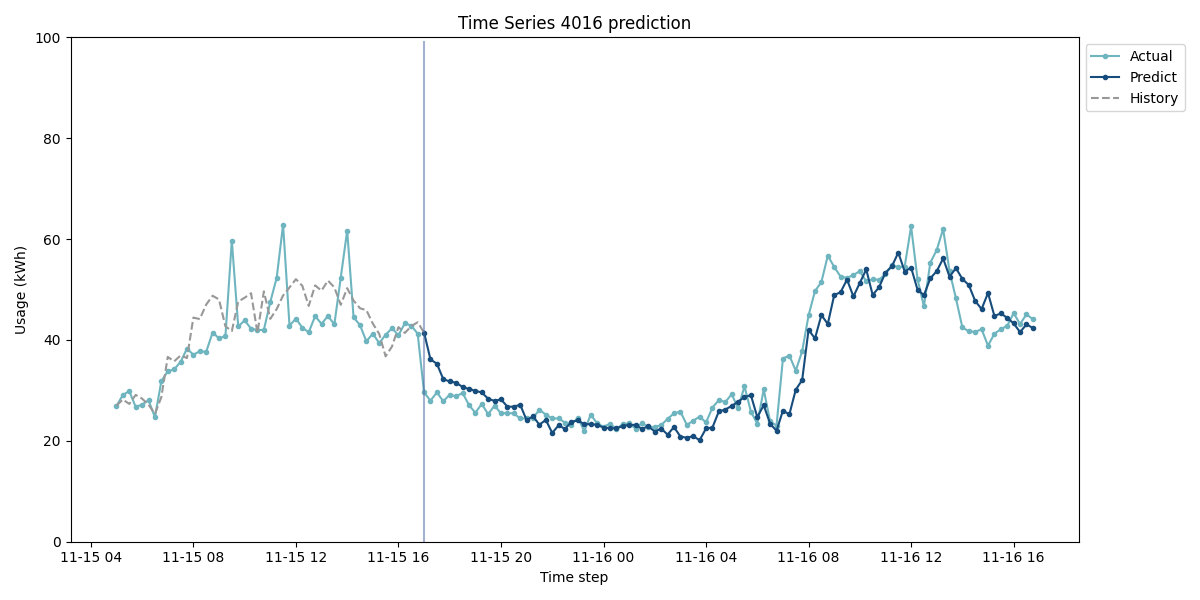 Time Series 4016 prediction
100
80
60
40
20
0
Usage (kWh)
11-15 04
11-15 08
11-15 12
11-15 16
11-15 20
11-16 00
11-16 04
11-16 08
11-16 12
11-16 16
Time step
Actual
Predict
History